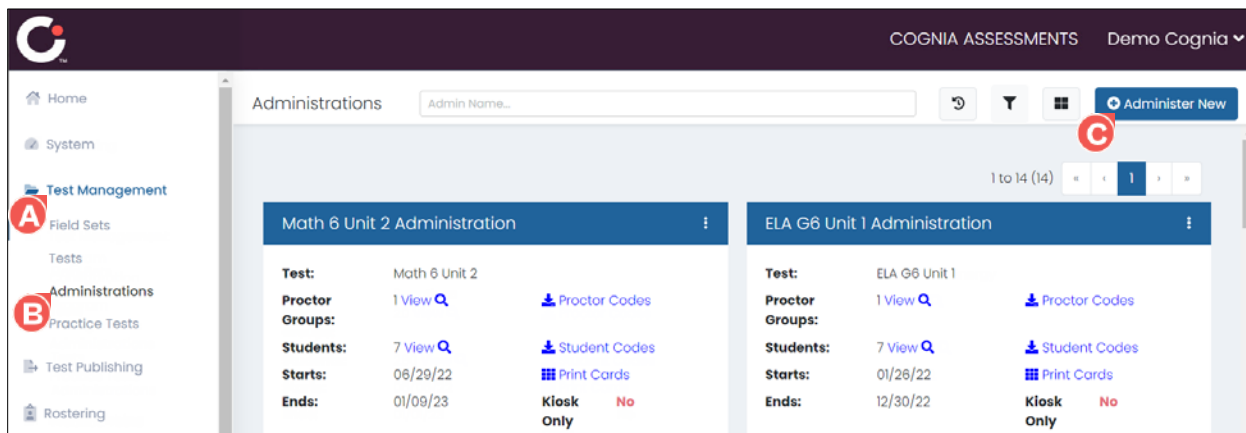 COGNIA ASSESSMENTS Demo Cognia
Home
System
Test Management
A
Field Sets
Tests
Administrations
B
Practice Tests
Test Publishing
Rostering
Administrations Admin Name... Administer New
C
1 to 14 (14) « ‹ 1 › »
Math 6 Unit 2 Administration
Test: Math 6 Unit 2
Proctor Groups: 1 View Proctor Codes
Students: 7 View Student Codes
Starts: 06/29/22 Print Cards
Ends: 01/09/23 Kiosk Only No
ELA G6 Unit 1 Administration
Test: ELA G6 Unit 1
Proctor Groups: 1 View Proctor Codes
Students: 7 View Student Codes
Starts: 01/26/22 Print Cards
Ends: 12/30/22 Kiosk Only No